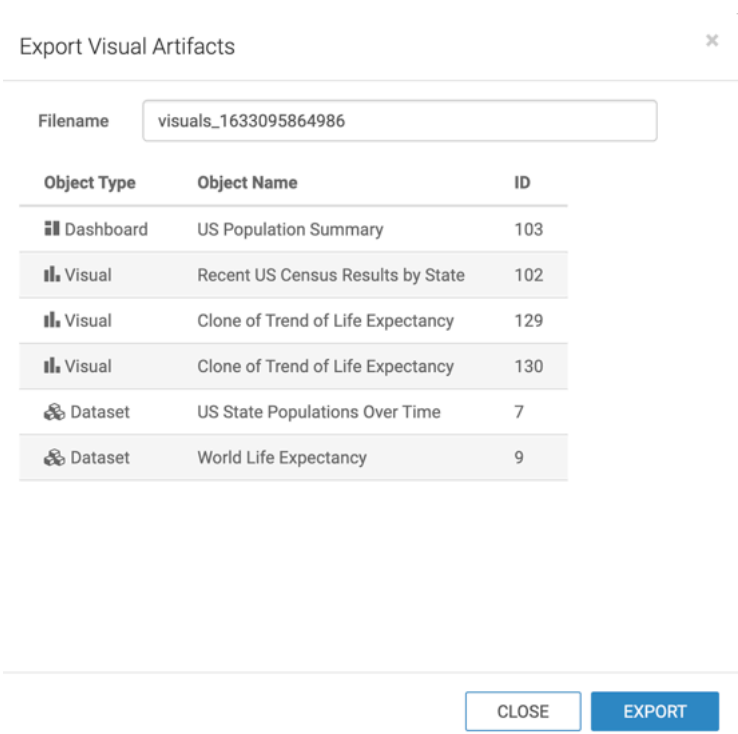 Export Visual Artifacts ×
Filename visuals_1633095864986
Object Type Object Name ID
Dashboard US Population Summary 103
Visual Recent US Census Results by State 102
Visual Clone of Trend of Life Expectancy 129
Visual Clone of Trend of Life Expectancy 130
Dataset US State Populations Over Time 7
Dataset World Life Expectancy 9
CLOSE EXPORT